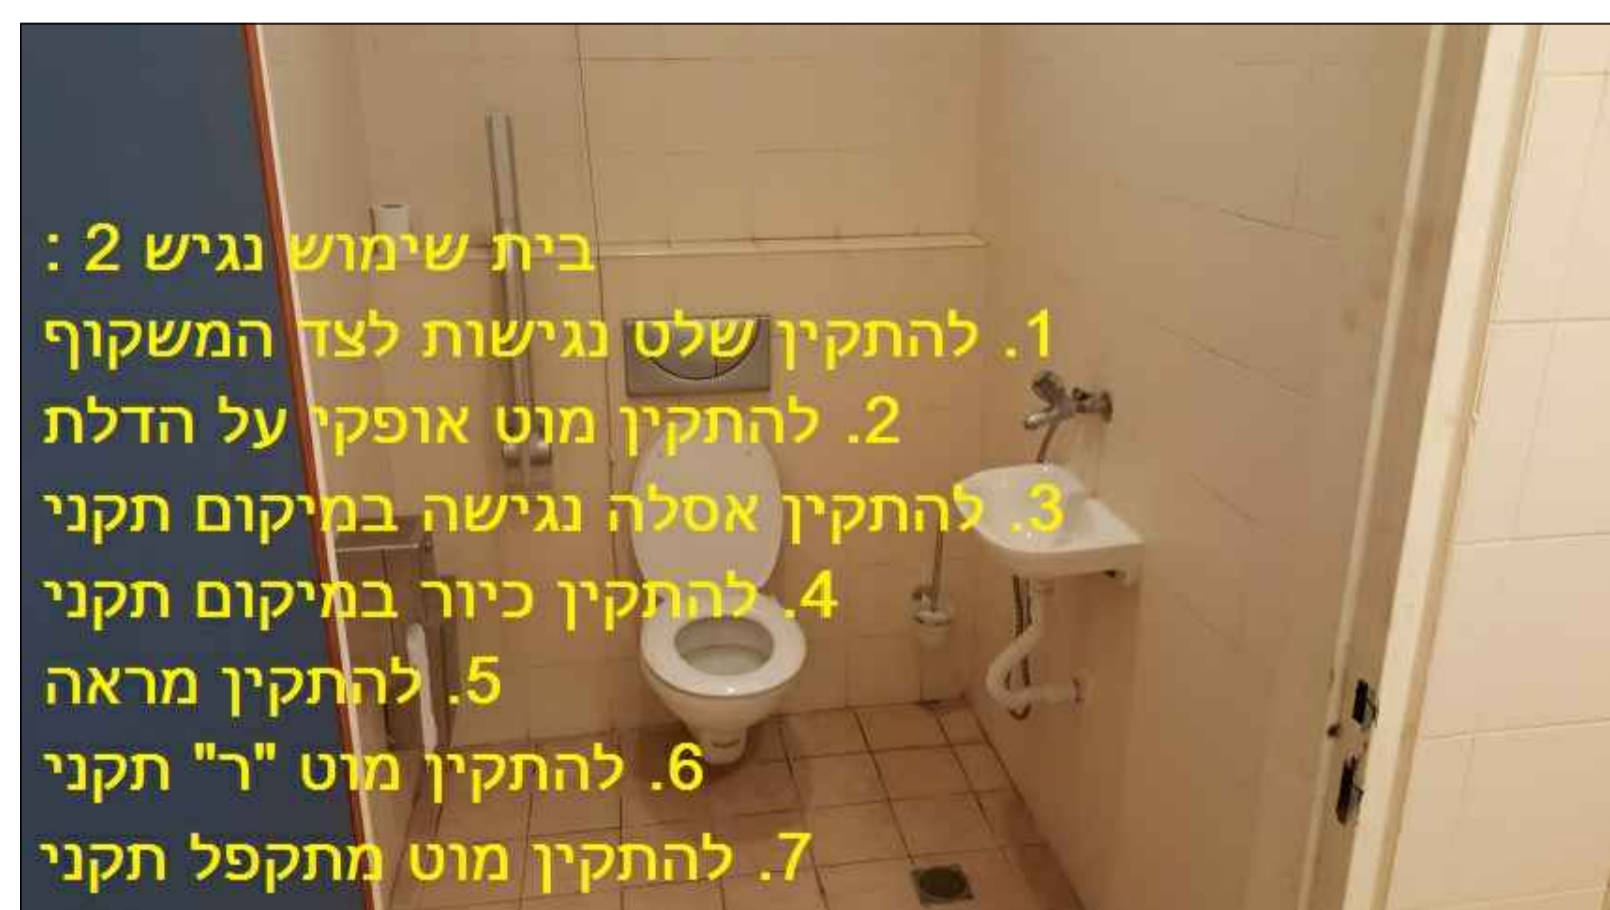 בית שימוש נגיש 2 :
1. להתקין שלט נגישות לצד המשקוף
2. להתקין מוט אופקי על הדלת
3. להתקין אסלה נגישה במיקום תקני
4. להתקין כיור במיקום תקני
5. להתקין מראה
6. להתקין מוט "ר" תקני
7. להתקין מוט מתקפל תקני